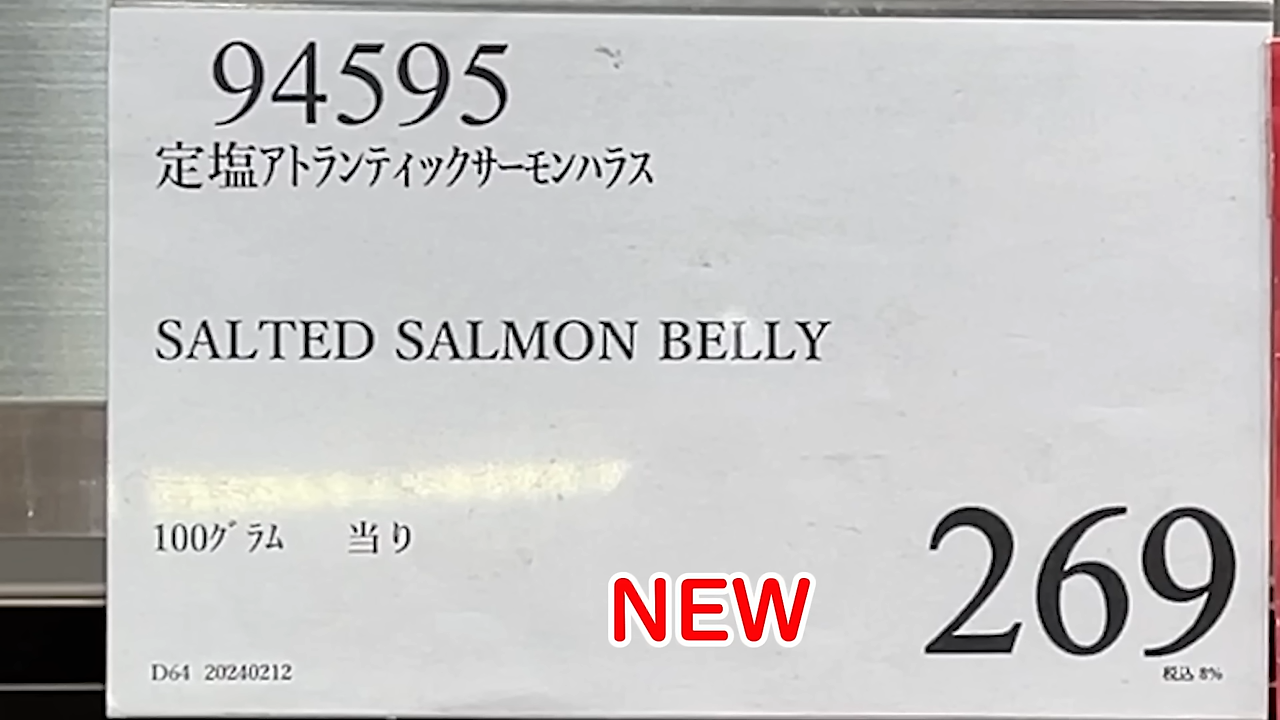 94595
定塩アトランティックサーモンハラス
SALTED SALMON BELLY
100ｸﾞﾗﾑ 当り
269
NEW
税込 8%
D64 20240212